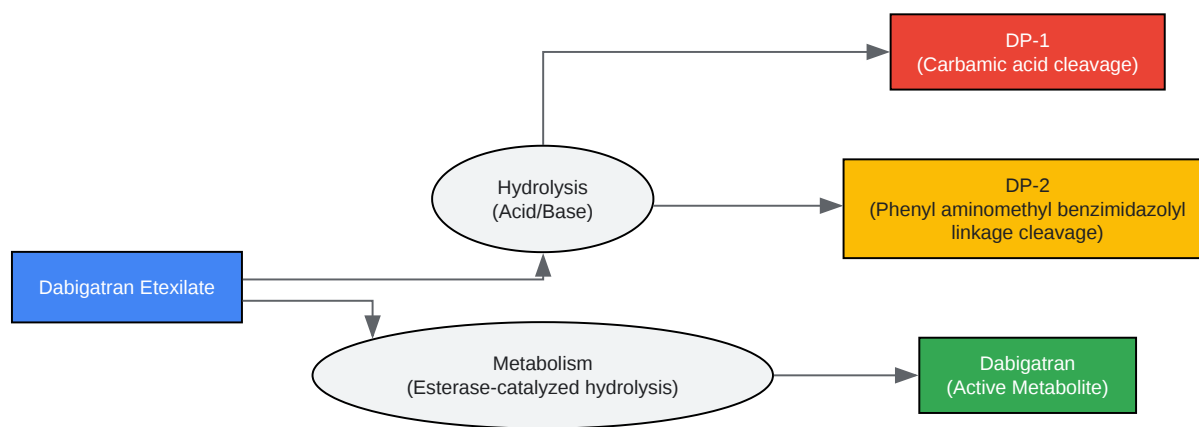 DP-1
(Carbamic acid cleavage)
Hydrolysis
(Acid/Base)
DP-2
(Phenyl aminomethyl benzimidazolyl
linkage cleavage)
Dabigatran Etexilate
Metabolism
(Esterase-catalyzed hydrolysis)
Dabigatran
(Active Metabolite)